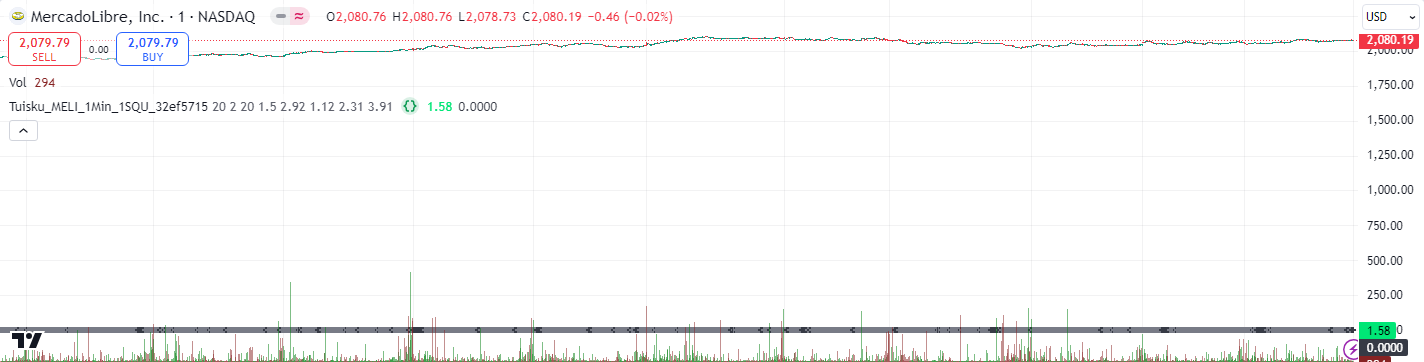 MercadoLibre, Inc. · 1 · NASDAQ O2,080.76 H2,080.76 L2,078.73 C2,080.19 −0.46 (−0.02%) USD
2,079.79 SELL 0.00 2,079.79 BUY
2,080.19
2,000.00
Vol 294
1,750.00
Tuisku_MELI_1Min_1SQU_32ef5715 20 2 20 1.5 2.92 1.12 2.31 3.91 {} 1.58 0.0000
1,500.00
1,250.00
1,000.00
750.00
500.00
250.00
1.58
0.0000